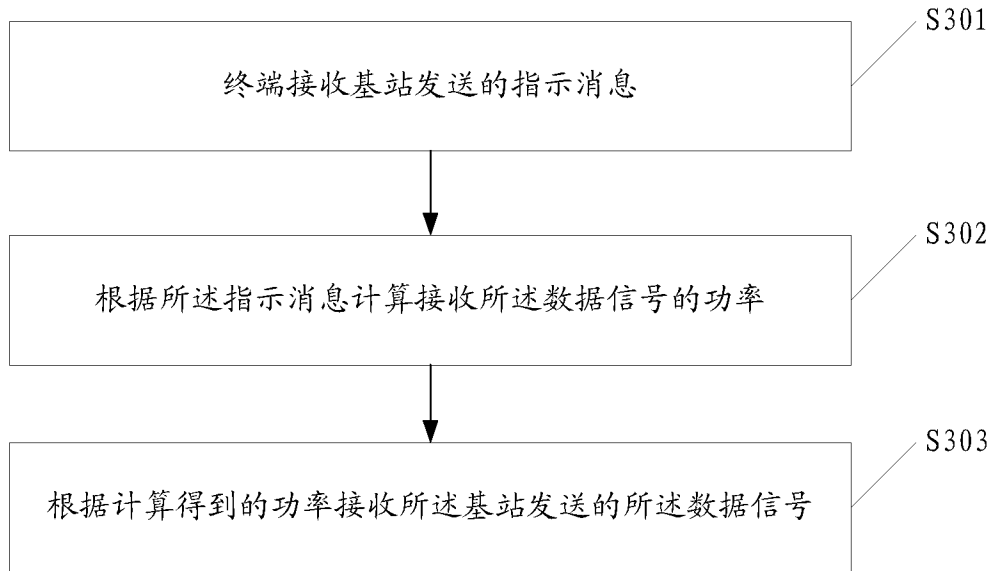 S301
终端接收基站发送的指示消息
S302
根据所述指示消息计算接收所述数据信号的功率
S303
根据计算得到的功率接收所述基站发送的所述数据信号